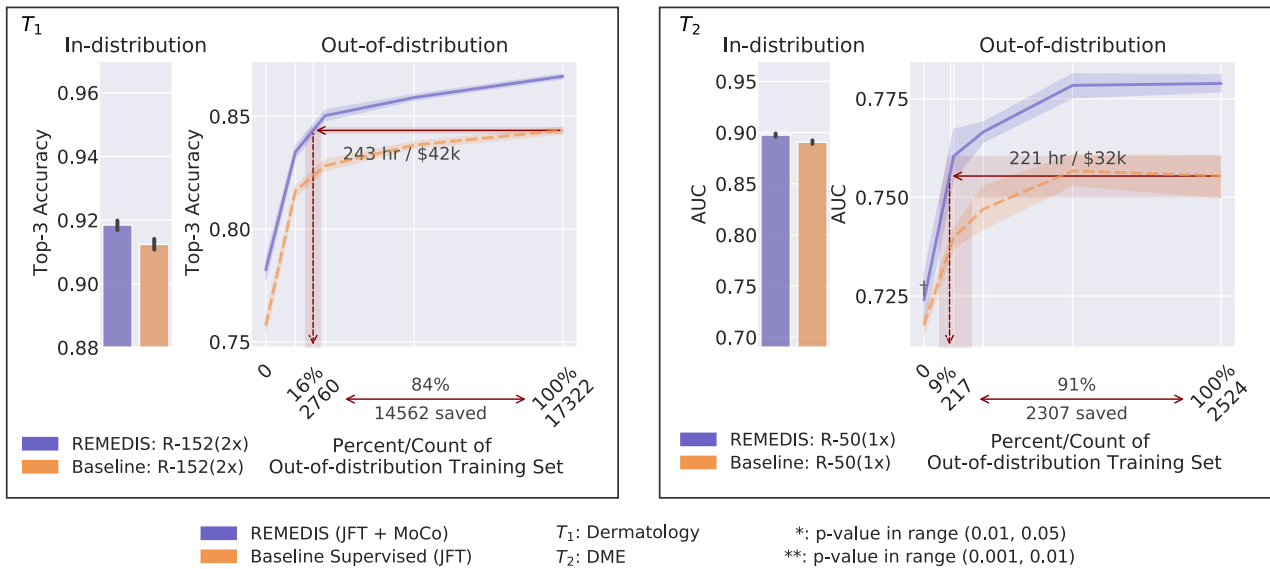 T1
In-distribution
Out-of-distribution
Top-3 Accuracy
0.96
0.94
0.92
0.90
0.88
Top-3 Accuracy
0.85
0.80
0.75
243 hr / $42k
0
16%
2760
100%
17322
84%
14562 saved
REMEDIS: R-152(2x)
Baseline: R-152(2x)
Percent/Count of
Out-of-distribution Training Set
T2
In-distribution
Out-of-distribution
AUC
0.95
0.90
0.85
0.80
0.75
0.70
AUC
0.775
0.750
0.725
221 hr / $32k
†
0
9%
217
100%
2524
91%
2307 saved
REMEDIS: R-50(1x)
Baseline: R-50(1x)
Percent/Count of
Out-of-distribution Training Set
REMEDIS (JFT + MoCo)
Baseline Supervised (JFT)
T1: Dermatology
T2: DME
*: p-value in range (0.01, 0.05)
**: p-value in range (0.001, 0.01)